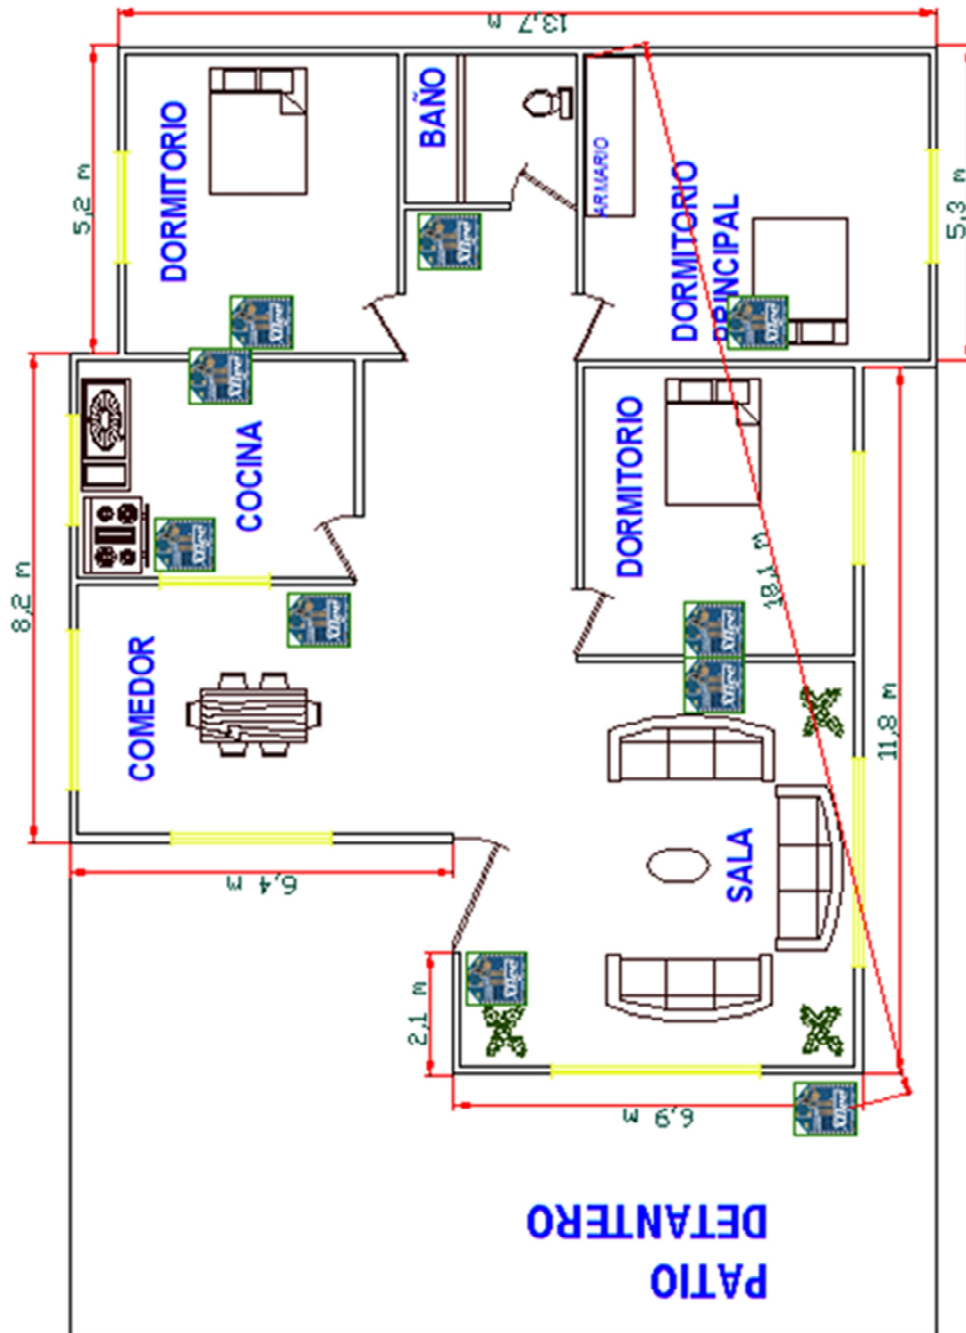 13,7 m
5,2 m
DORMITORIO
BAÑO
ARMARIO
DORMITORIO
PRINCIPAL
5,3 m
8,2 m
COCINA
DORMITORIO
18,1 m
COMEDOR
11,8 m
SALA
6,4 m
2,1 m
6,9 m
DETANTERO
PATIO